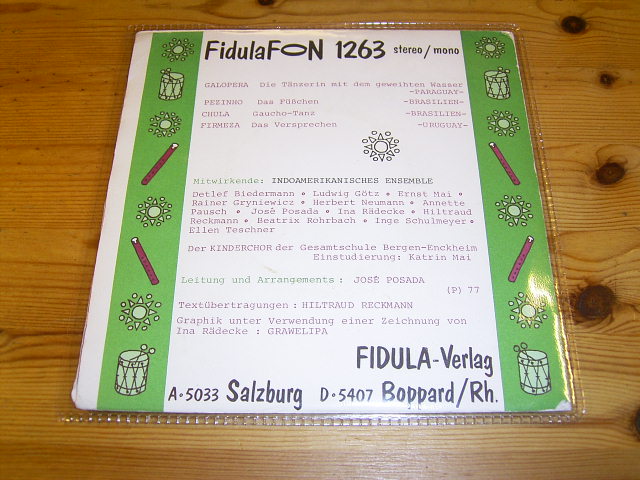 FidulaFON 1263 stereo/mono
GALOPERA Die Tänzerin mit dem geweihten Wasser
-PARAGUAY-
PEZINHO Das Füßchen -BRASILIEN-
CHULA Gaucho-Tanz -BRASILIEN-
FIRMEZA Das Versprechen -URUGUAY-
Mitwirkende: INDOAMERIKANISCHES ENSEMBLE
Detlef Biedermann • Ludwig Götz • Ernst Mai •
Rainer Gryniewicz • Herbert Neumann • Annette
Pausch • José Posada • Ina Rädecke • Hiltraud
Reckmann • Beatrix Rohrbach • Inge Schulmeyer •
Ellen Teschner
Der KINDERCHOR der Gesamtschule Bergen-Enckheim
Einstudierung: Katrin Mai
Leitung und Arrangements: JOSÉ POSADA
(P) 77
Textübertragungen: HILTRAUD RECKMANN
Graphik unter Verwendung einer Zeichnung von
Ina Rädecke: GRAWELIPA
FIDULA-Verlag
A•5033 Salzburg D•5407 Boppard/Rh.